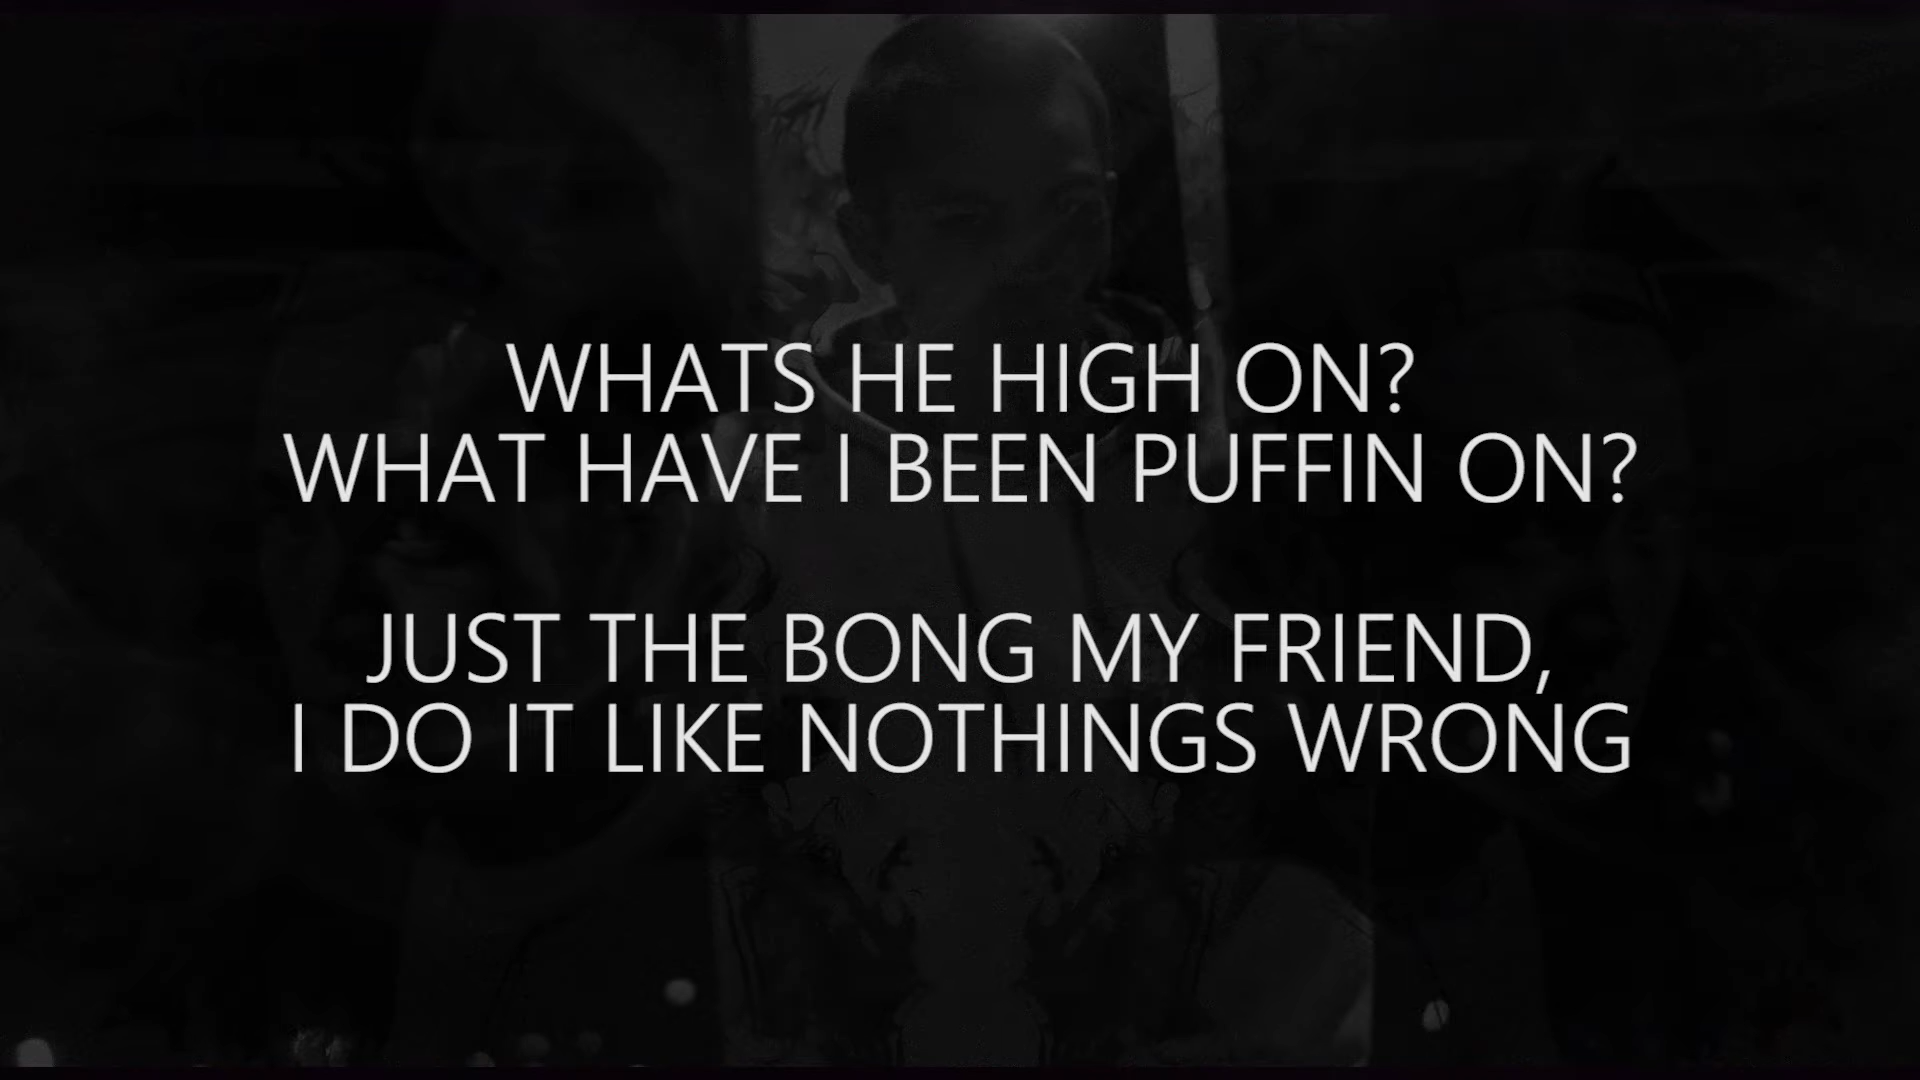 WHATS HE HIGH ON?
WHAT HAVE I BEEN PUFFIN ON?
JUST THE BONG MY FRIEND,
I DO IT LIKE NOTHINGS WRONG